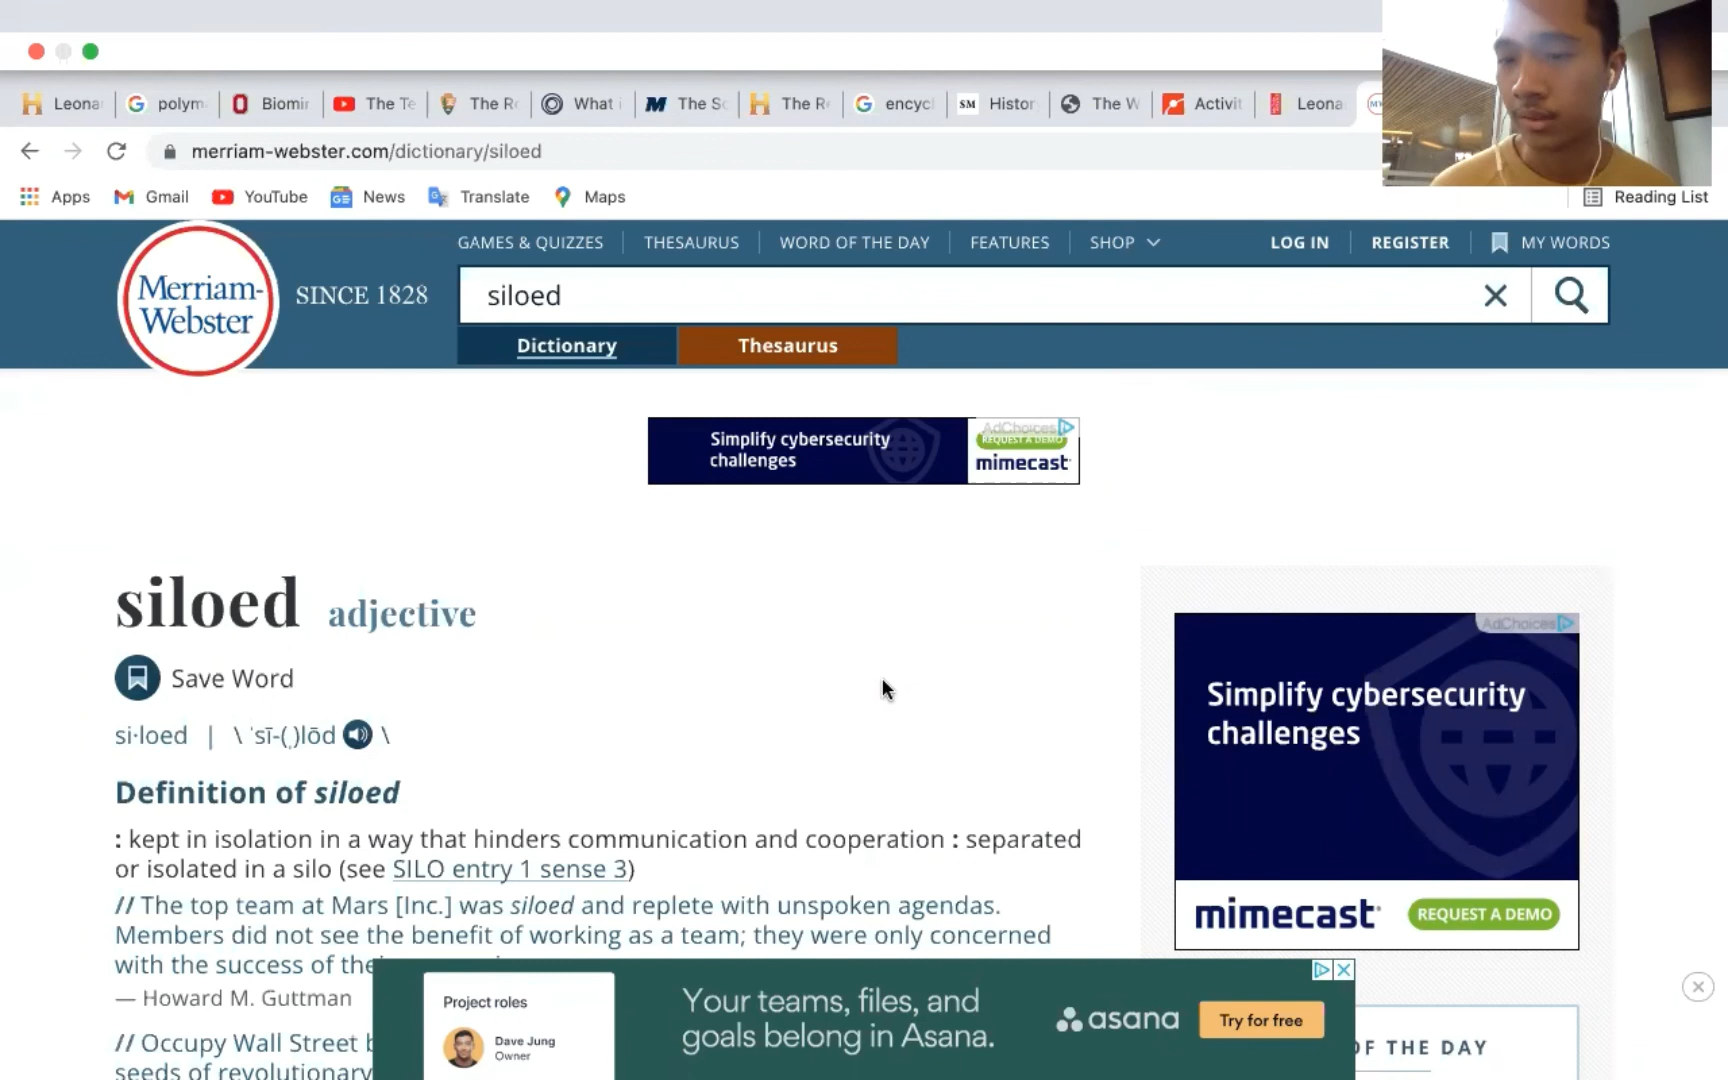 Leona
polym
Biomi
The Te
The R
What i
The Sc
The R
encyc
SM
Histor
The W
Activit
Leona
merriam-webster.com/dictionary/siloed
Apps
Gmail
YouTube
News
Translate
Maps
Reading List
GAMES & QUIZZES
THESAURUS
WORD OF THE DAY
FEATURES
SHOP
LOG IN
REGISTER
MY WORDS
Merriam-
Webster
SINCE 1828
siloed
Dictionary
Thesaurus
Simplify cybersecurity
challenges
AdChoices
REQUEST A DEMO
mimecast
siloed adjective
Save Word
si·loed | \ ˈsī-(ˌ)lōd \
Definition of siloed
: kept in isolation in a way that hinders communication and cooperation : separated
or isolated in a silo (see SILO entry 1 sense 3)
// The top team at Mars [Inc.] was siloed and replete with unspoken agendas.
Members did not see the benefit of working as a team; they were only concerned
with the success of
— Howard M. Guttman
// Occupy Wall Street
seeds of revolutionary
AdChoices
Simplify cybersecurity
challenges
mimecast
REQUEST A DEMO
Project roles
Dave Jung
Owner
Your teams, files, and
goals belong in Asana.
asana
Try for free
OF THE DAY